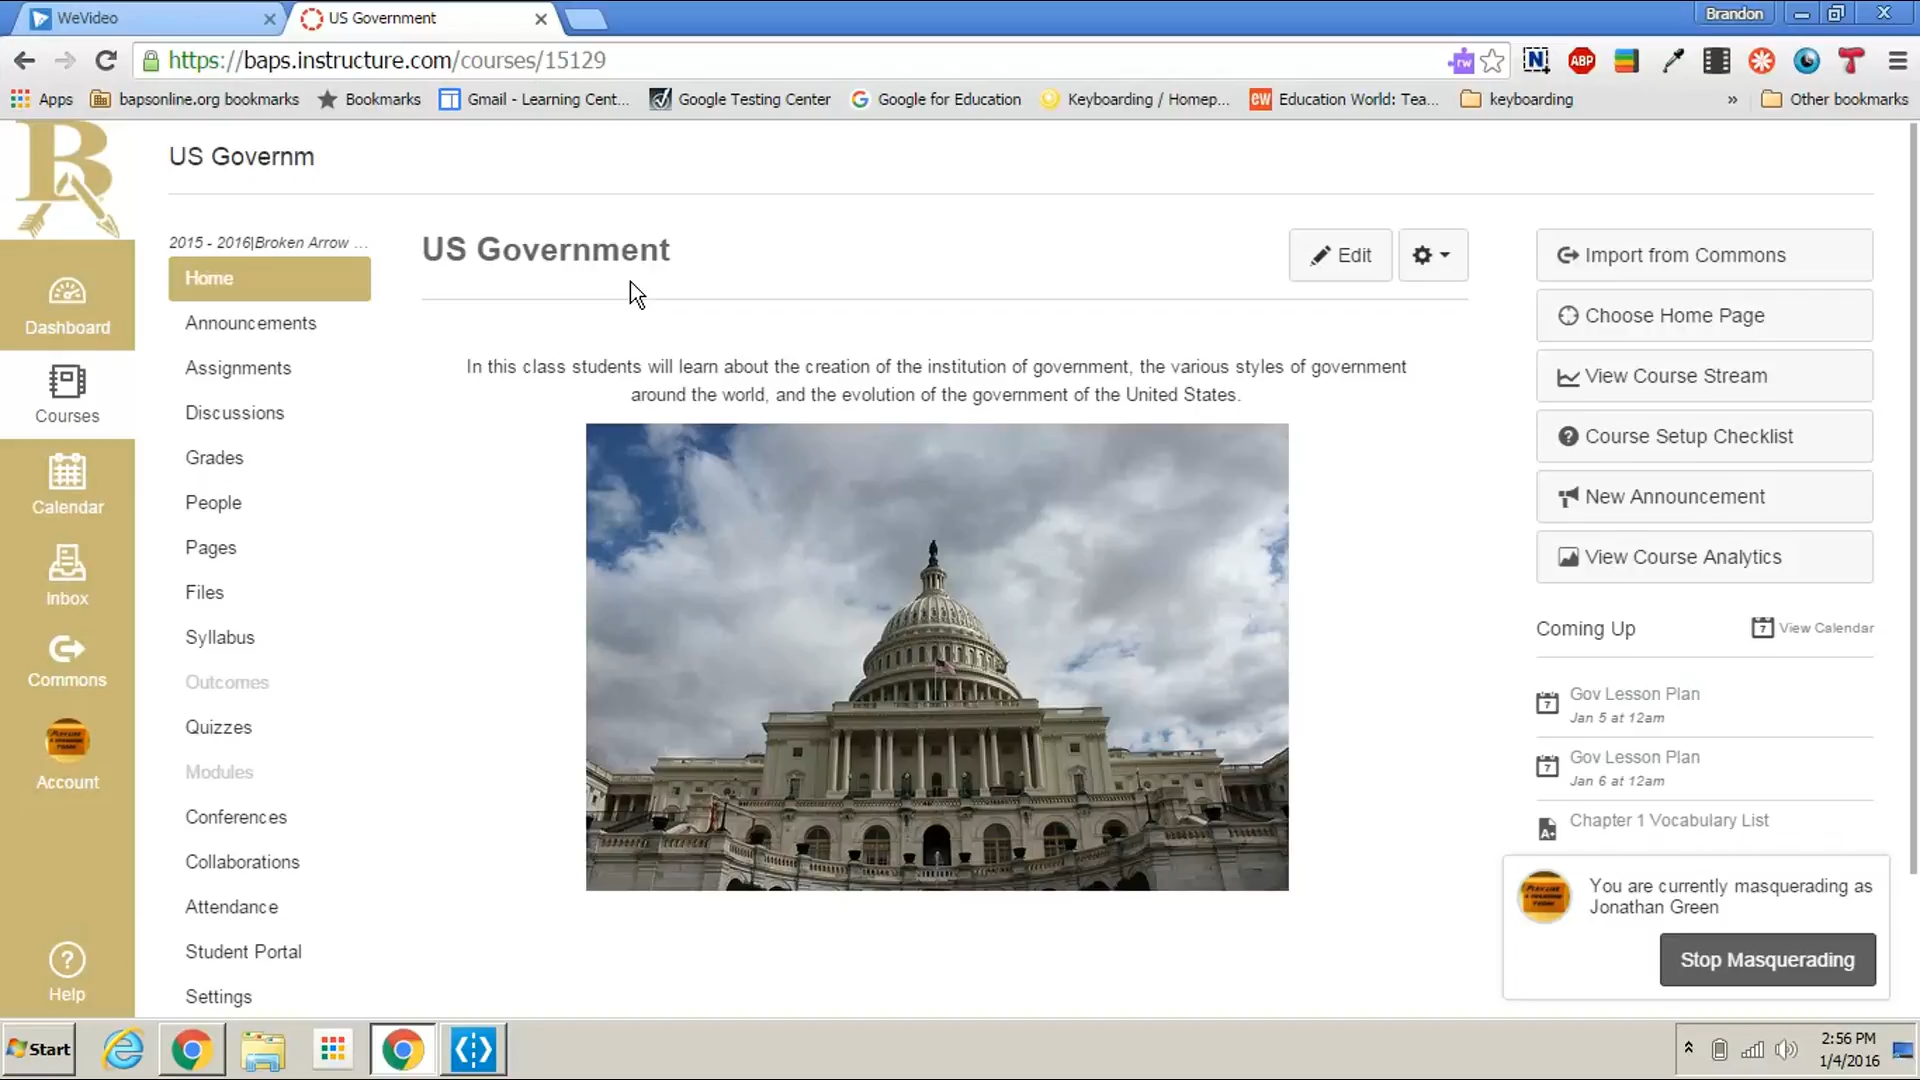 WeVideo
US Government
Brandon
https://baps.instructure.com/courses/15129
rw
ABP
Apps
bapsonline.org bookmarks
Bookmarks
Gmail - Learning Cent...
Google Testing Center
Google for Education
Keyboarding / Homep...
EW
Education World: Tea...
keyboarding
»
Other bookmarks
B
US Governm
2015 - 2016|Broken Arrow ...
Home
Announcements
Assignments
Discussions
Grades
People
Pages
Files
Syllabus
Outcomes
Quizzes
Modules
Conferences
Collaborations
Attendance
Student Portal
Settings
Dashboard
Courses
Calendar
Inbox
Commons
Account
Help
US Government
Edit
In this class students will learn about the creation of the institution of government, the various styles of government
around the world, and the evolution of the government of the United States.
Import from Commons
Choose Home Page
View Course Stream
Course Setup Checklist
New Announcement
View Course Analytics
Coming Up
7 View Calendar
7 Gov Lesson Plan
Jan 5 at 12am
7 Gov Lesson Plan
Jan 6 at 12am
A+ Chapter 1 Vocabulary List
You are currently masquerading as
Jonathan Green
Stop Masquerading
Start
2:56 PM
1/4/2016